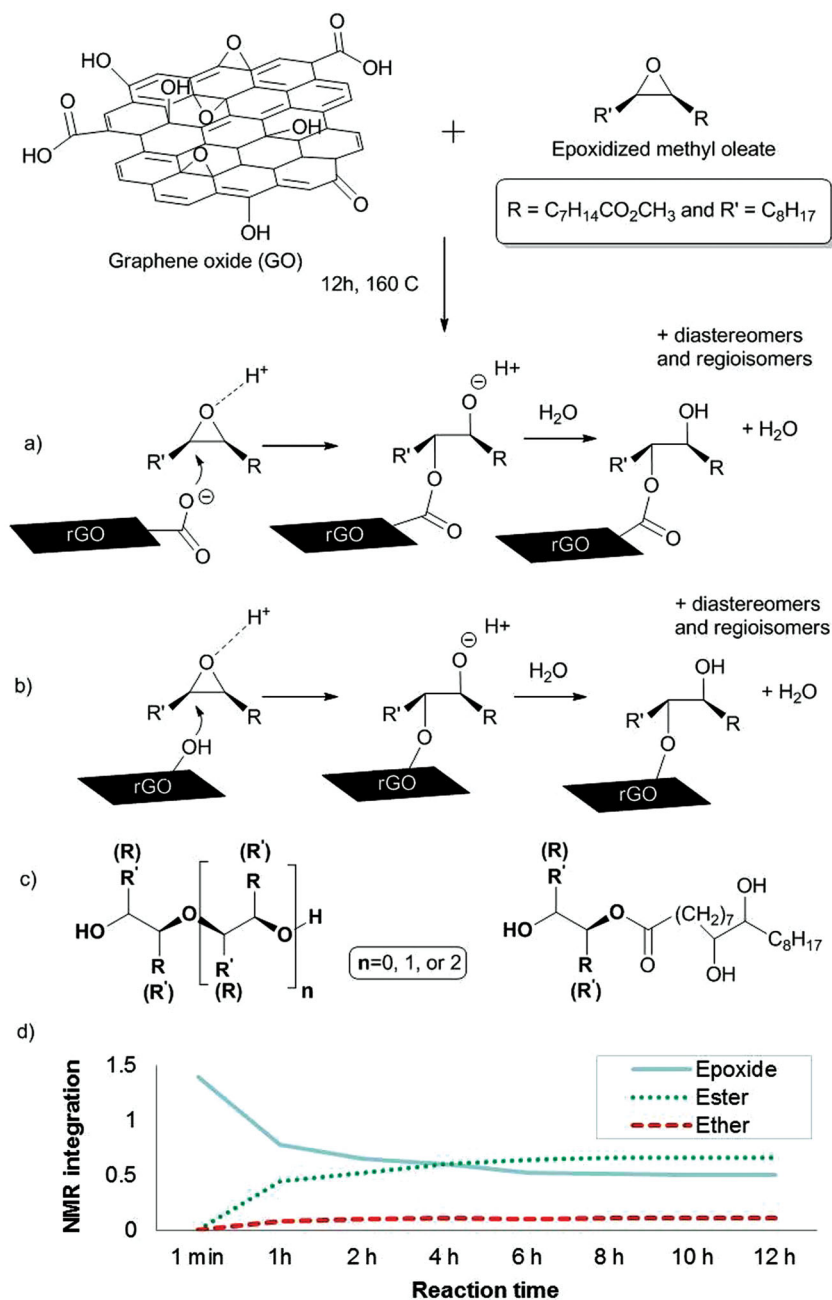 O
HO
O
OH
OH
O
O
HO
OH
O
O
OH
Graphene oxide (GO)
+
O
R' R
Epoxidized methyl oleate
R = C7H14CO2CH3 and R' = C8H17
12h, 160 C
+ diastereomers
and regioisomers
a)
H+
O
R' R
O⊖
O
rGO
⊖ H+
O
R' R
O
O
rGO
H2O
OH
R' R
O
O
rGO
+ H2O
+ diastereomers
and regioisomers
b)
H+
O
R' R
OH
rGO
⊖ H+
O
R' R
O
rGO
H2O
OH
R' R
O
rGO
+ H2O
c)
(R)
R'
HO
O
R
(R')
(R')
R
R'
(R)
O
H
n
n=0, 1, or 2
(R)
R'
HO
O
R
(R')
O
(CH2)7
OH
OH
C8H17
d)
1.5
1
0.5
0
NMR integration
Epoxide
Ester
Ether
1 min 1h 2 h 4 h 6 h 8 h 10 h 12 h
Reaction time